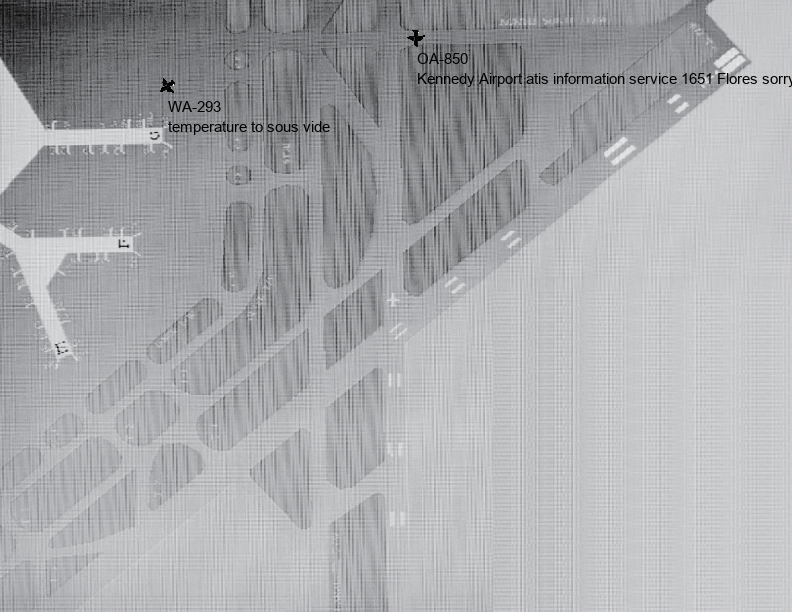 OA-850
Kennedy Airport atis information service 1651 Flores sorry
WA-293
temperature to sous vide